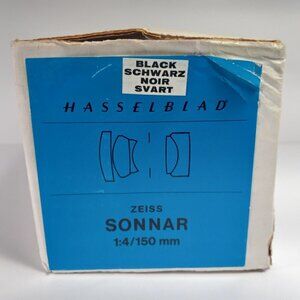 BLACK
SCHWARZ
NOIR
SVART
HASSELBLAD
ZEISS
SONNAR
1:4/150 mm